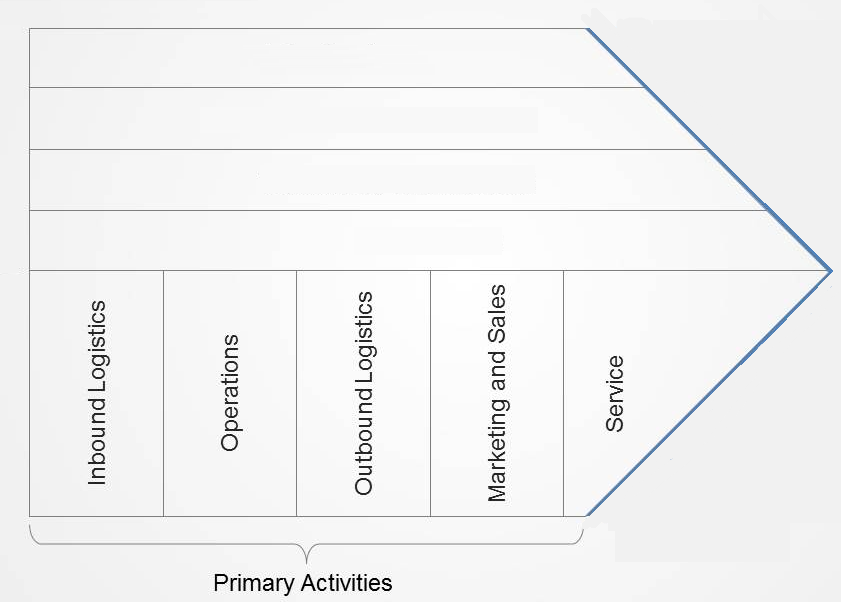 Inbound Logistics
Operations
Outbound Logistics
Marketing and Sales
Service
Primary Activities